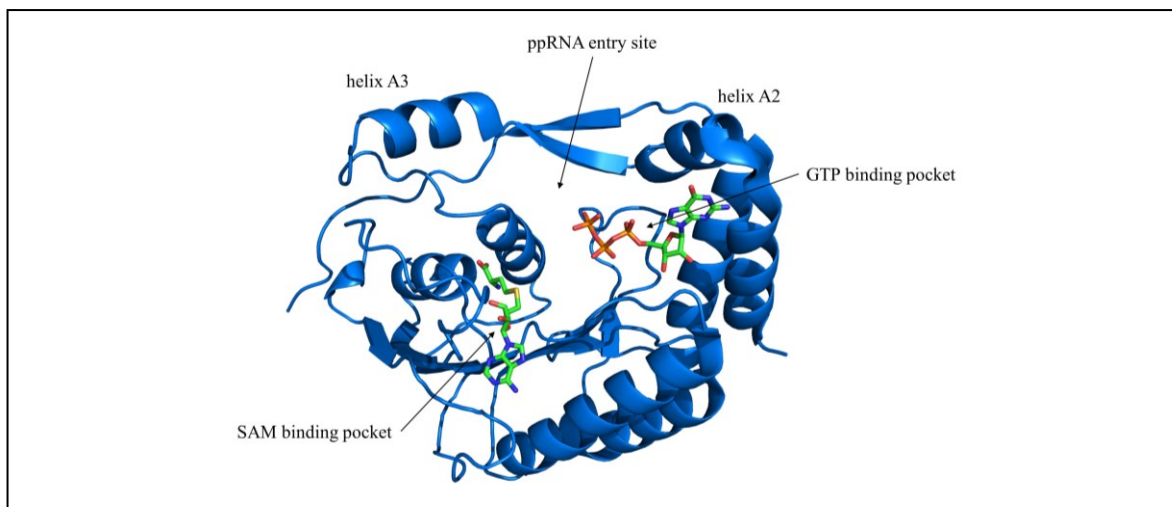 ppRNA entry site
helix A3
helix A2
GTP binding pocket
SAM binding pocket